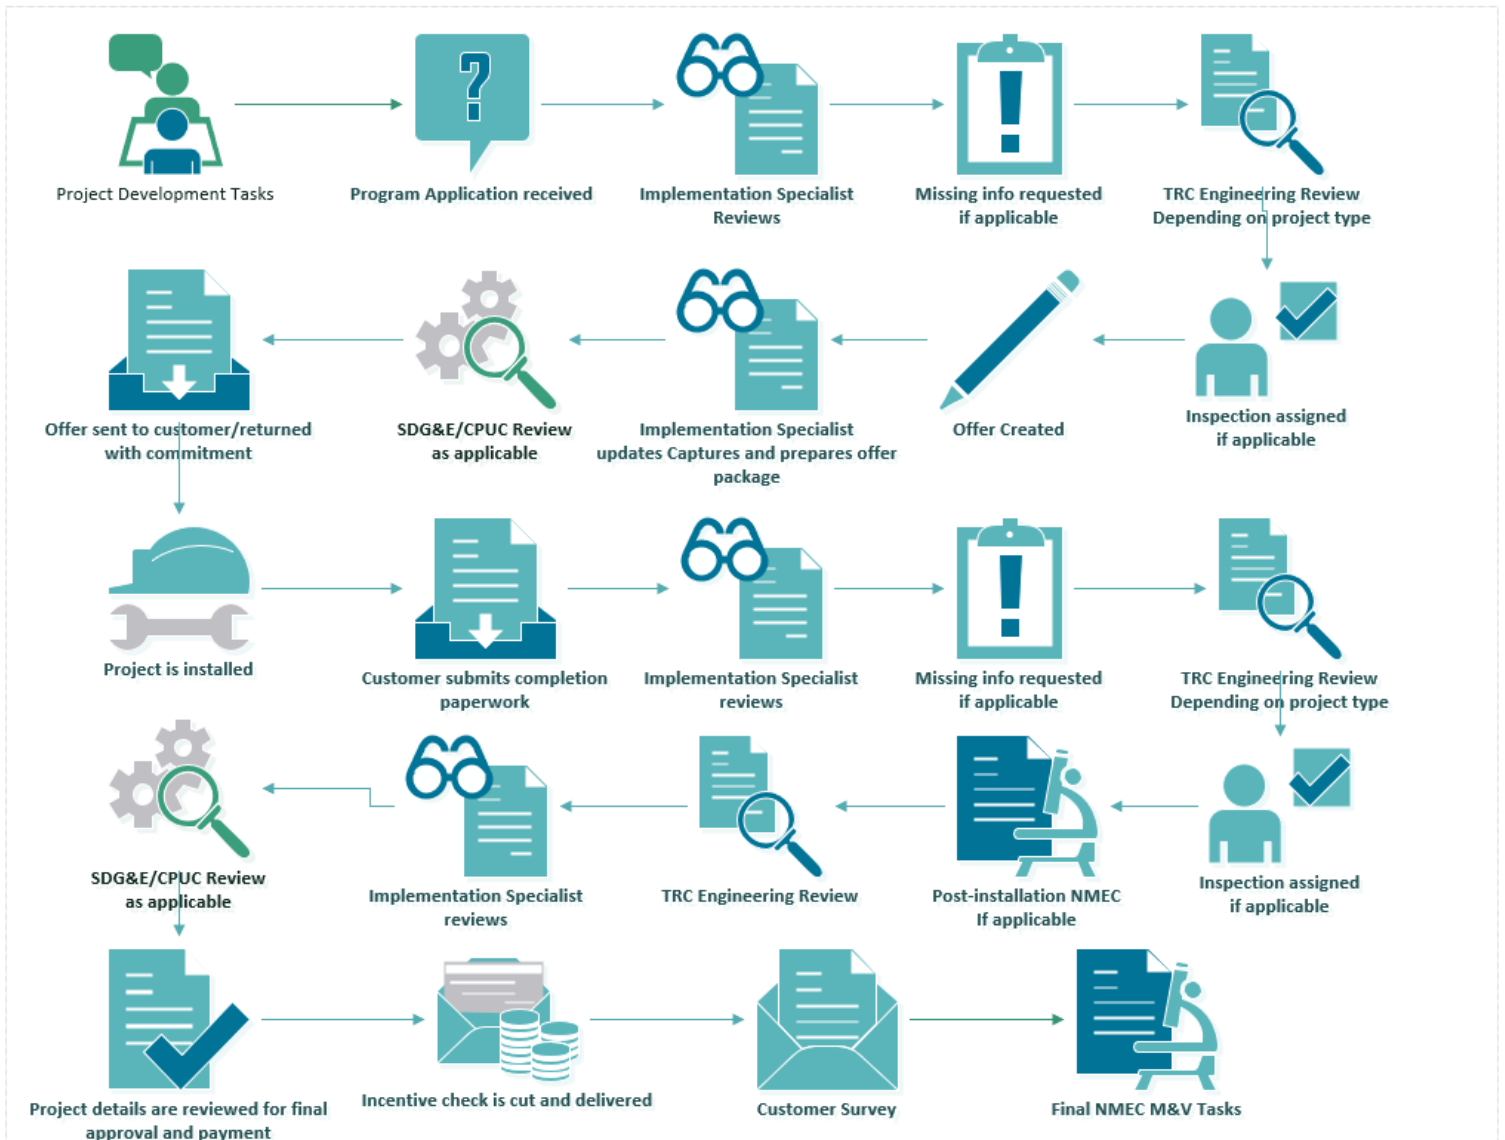 Project Development Tasks
Program Application received
Implementation Specialist
Reviews
Missing info requested
if applicable
TRC Engineering Review
Depending on project type
Offer sent to customer/returned
with commitment
SDG&E/CPUC Review
as applicable
Implementation Specialist
updates Captures and prepares offer
package
Offer Created
Inspection assigned
if applicable
Project is installed
Customer submits completion
paperwork
Implementation Specialist
reviews
Missing info requested
if applicable
TRC Engineering Review
Depending on project type
SDG&E/CPUC Review
as applicable
Implementation Specialist
reviews
TRC Engineering Review
Post-installation NMEC
If applicable
Inspection assigned
if applicable
Project details are reviewed for final
approval and payment
Incentive check is cut and delivered
Customer Survey
Final NMEC M&V Tasks